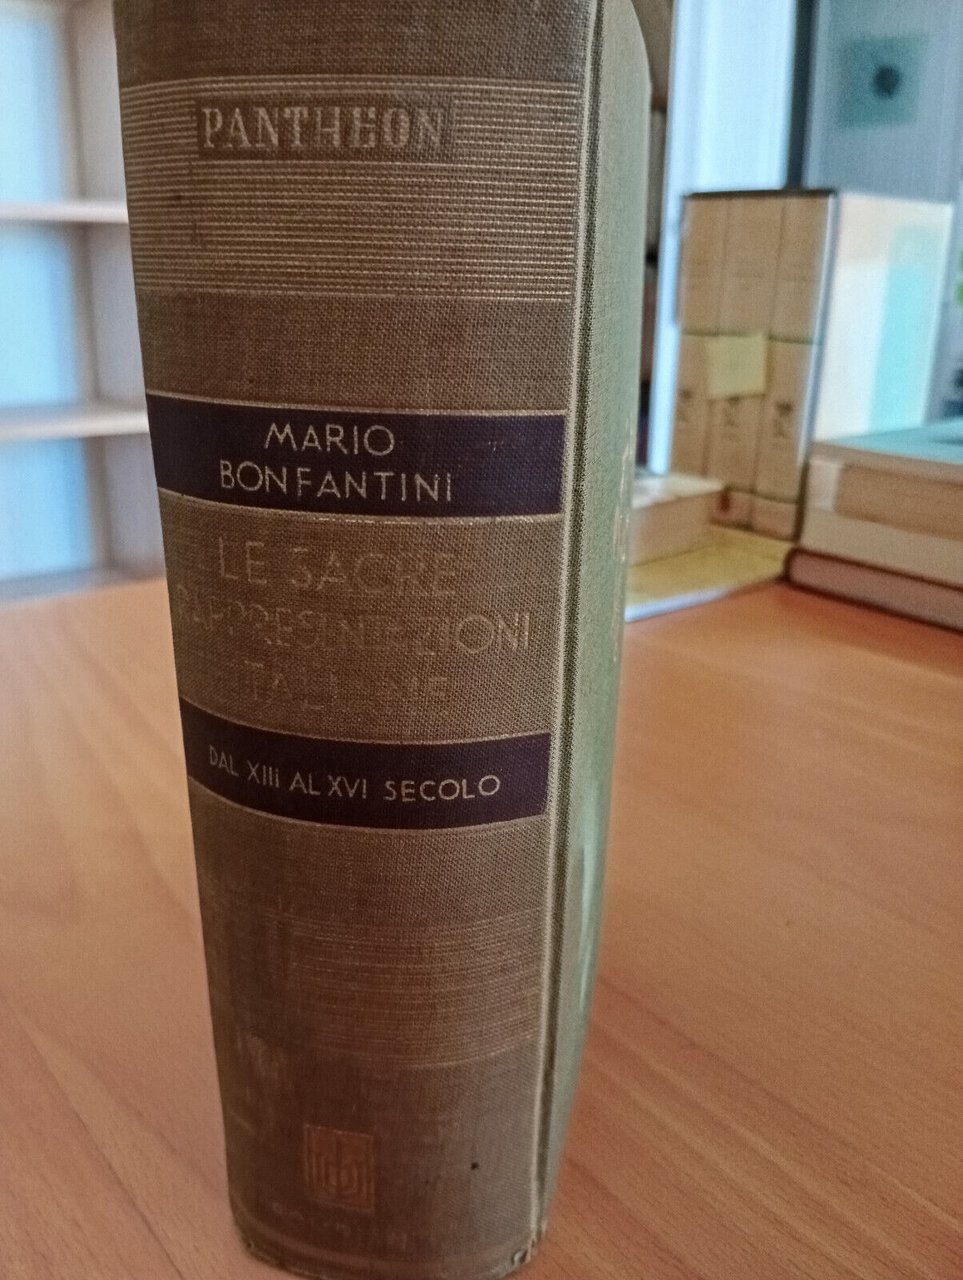 PANTHEON
MARIO
BONFANTINI
LE SACRE
RAPPRESENTAZIONI
ITALIANE
DAL XIII AL XVI SECOLO